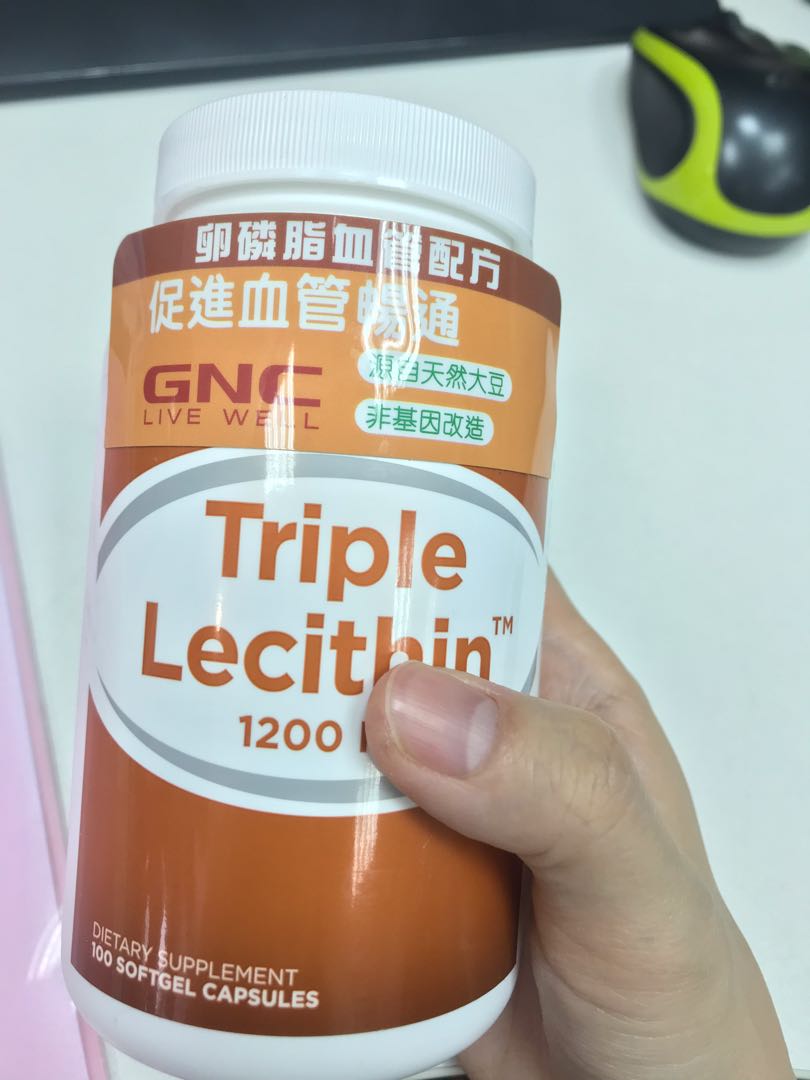 卵磷脂血管配方
促進血管暢通
GNC
LIVE WELL
源自天然大豆
非基因改造
Triple
Lecithin™
1200
DIETARY SUPPLEMENT
100 SOFTGEL CAPSULES